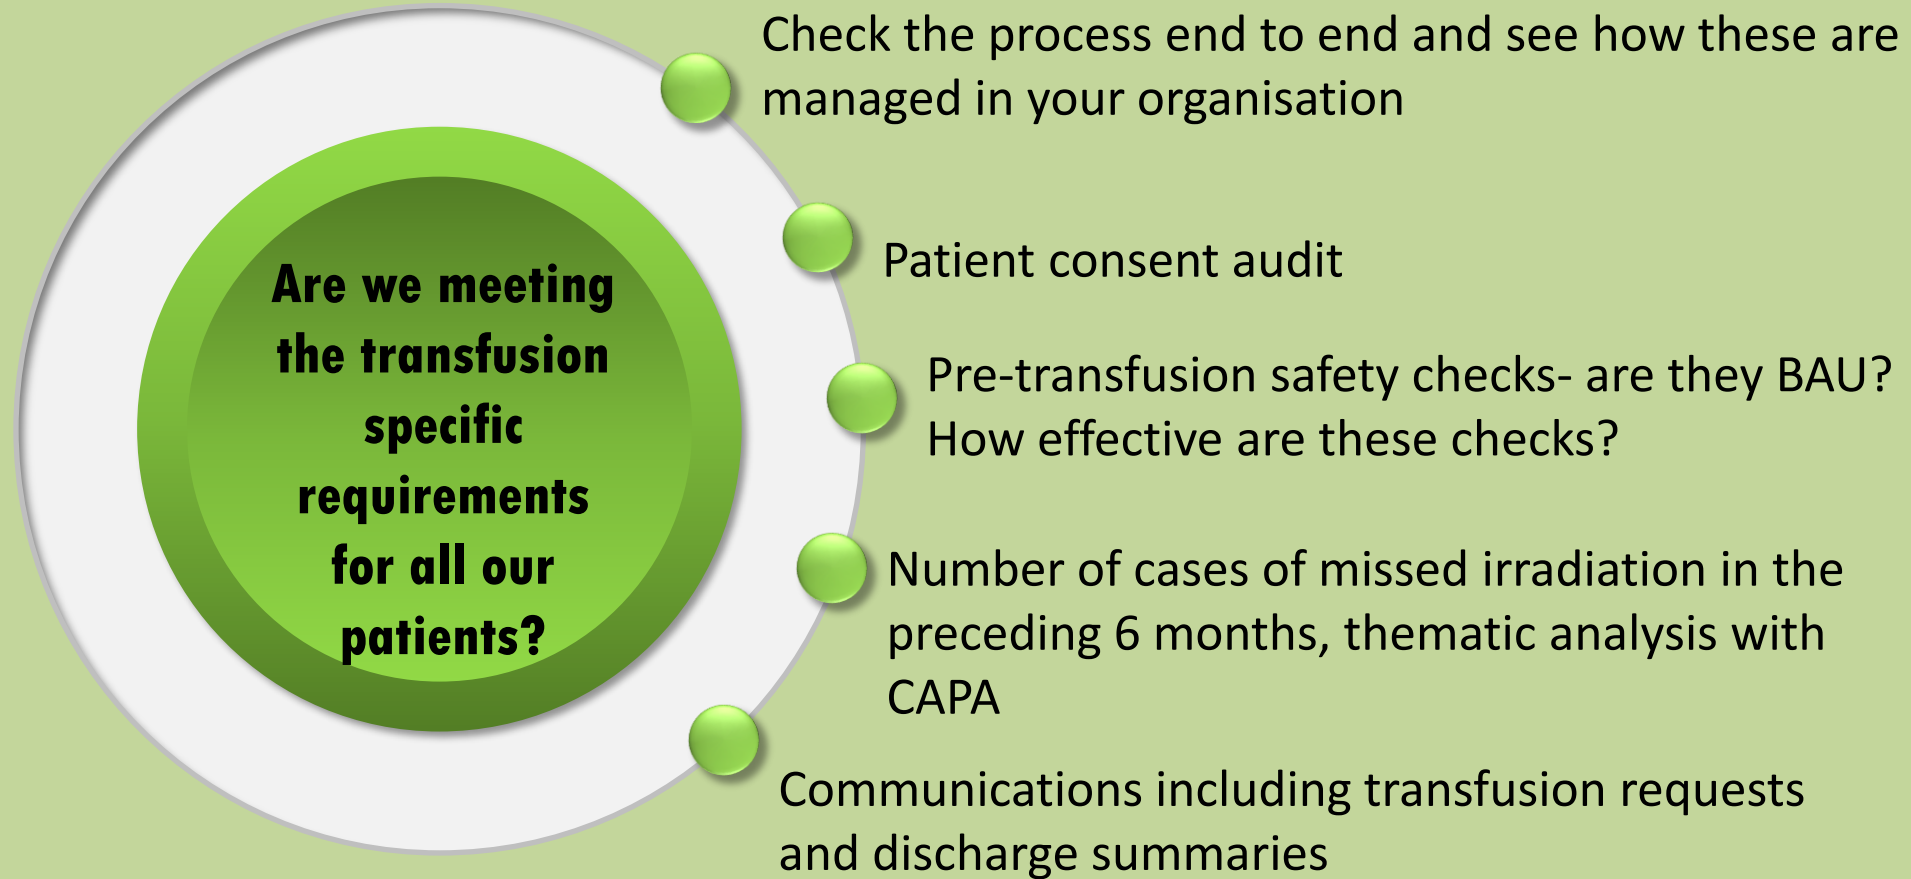 Check the process end to end and see how these are
managed in your organisation
Patient consent audit
Are we meeting
the transfusion
specific
requirements
for all our
patients?
Pre-transfusion safety checks- are they BAU?
How effective are these checks?
Number of cases of missed irradiation in the
preceding 6 months, thematic analysis with
CAPA
Communications including transfusion requests
and discharge summaries